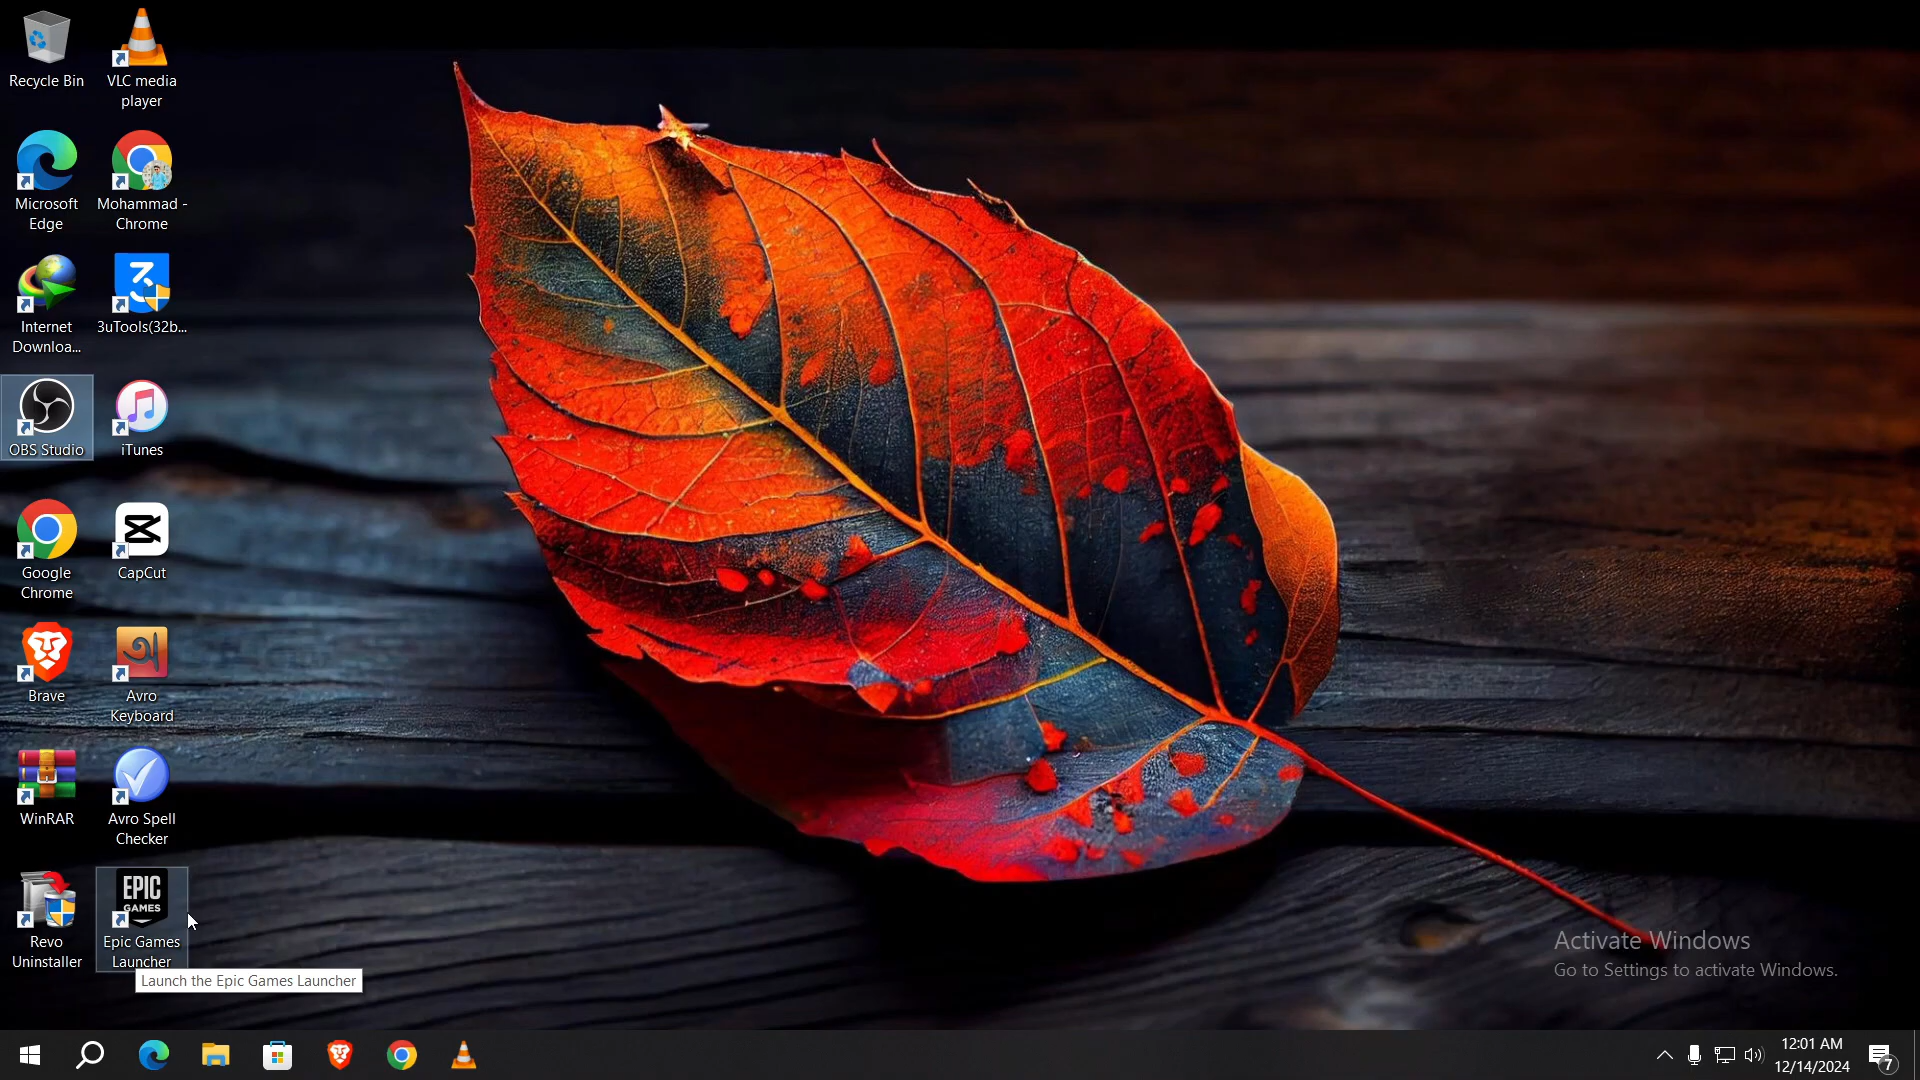 Recycle Bin
VLC media
player
Microsoft
Edge
Mohammad -
Chrome
Internet
Downloa...
3uTools(32b...
OBS Studio
iTunes
Google
Chrome
CapCut
Brave
Avro
Keyboard
WinRAR
Avro Spell
Checker
Revo
Uninstaller
EPIC
GAMES
Epic Games
Launcher
Launch the Epic Games Launcher
Activate Windows
Go to Settings to activate Windows.
12:01 AM
12/14/2024
7